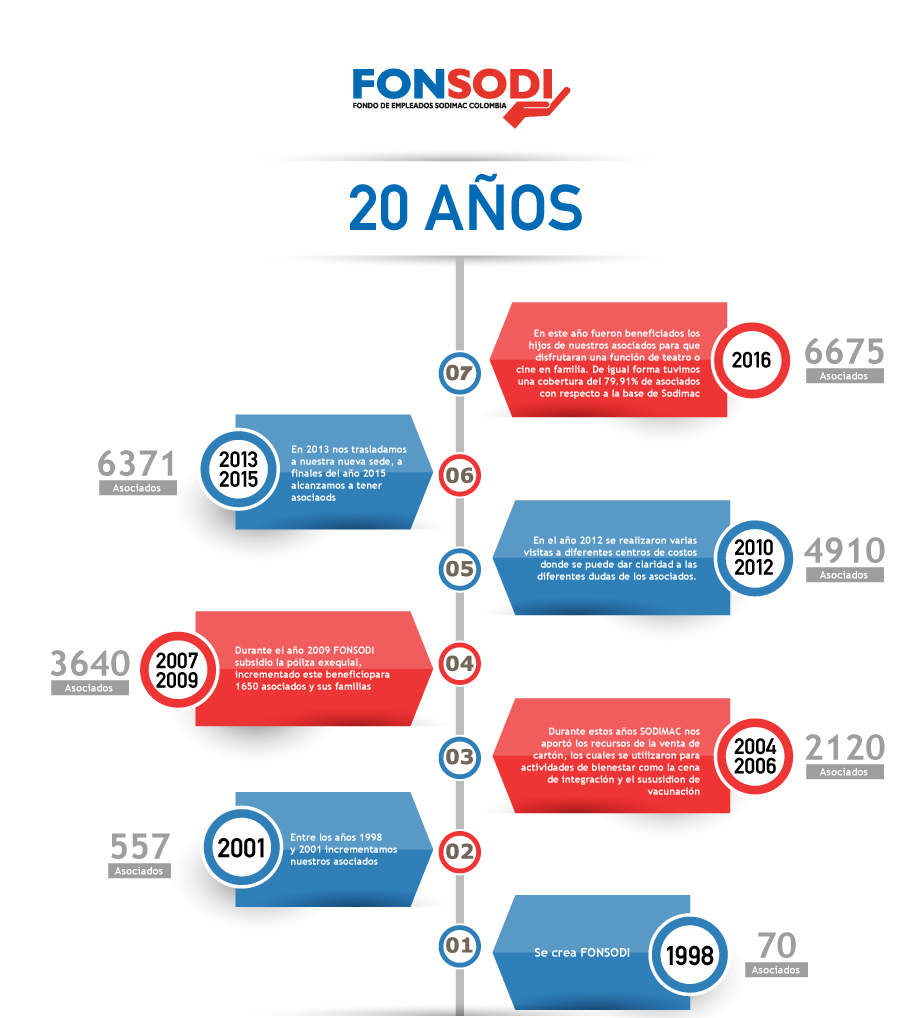 FONSODI
FONDO DE EMPLEADOS SODIMAC COLOMBIA
20 AÑOS
En este año fueron beneficiados los
hijos de nuestros asociados para que
disfrutaran una función de teatro o
cine en familia. De igual forma tuvimos
una cobertura del 79.91% de asociados
con respecto a la base de Sodimac
2016
6675
Asociados
07
6371
Asociados
2013
2015
En 2013 nos trasladamos
a nuestra nueva sede, a
finales del año 2015
alcanzamos a tener
asociaods
06
En el año 2012 se realizaron varias
visitas a diferentes centros de costos
donde se puede dar claridad a las
diferentes dudas de los asociados.
2010
2012
4910
Asociados
05
3640
Asociados
2007
2009
Durante el año 2009 FONSODI
subsidio la póliza exequial,
incrementado este beneficiopara
1650 asociados y sus familias
04
Durante estos años SODIMAC nos
aportó los recursos de la venta de
cartón, los cuales se utilizaron para
actividades de bienestar como la cena
de integración y el sususidion de
vacunación
2004
2006
2120
Asociados
03
557
Asociados
2001
Entre los años 1998
y 2001 incrementamos
nuestros asociados
02
01
Se crea FONSODI
1998
70
Asociados